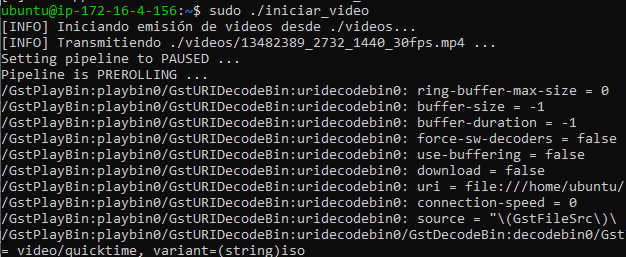 ubuntu@ip-172-16-4-156:~$ sudo ./iniciar_video
[INFO] Iniciando emisión de videos desde ./videos...
[INFO] Transmitiendo ./videos/13482389_2732_1440_30fps.mp4 ...
Setting pipeline to PAUSED ...
Pipeline is PREROLLING ...
/GstPlayBin:playbin0/GstURIDecodeBin:uridecodebin0: ring-buffer-max-size = 0
/GstPlayBin:playbin0/GstURIDecodeBin:uridecodebin0: buffer-size = -1
/GstPlayBin:playbin0/GstURIDecodeBin:uridecodebin0: buffer-duration = -1
/GstPlayBin:playbin0/GstURIDecodeBin:uridecodebin0: force-sw-decoders = false
/GstPlayBin:playbin0/GstURIDecodeBin:uridecodebin0: use-buffering = false
/GstPlayBin:playbin0/GstURIDecodeBin:uridecodebin0: download = false
/GstPlayBin:playbin0/GstURIDecodeBin:uridecodebin0: uri = file:///home/ubuntu/
/GstPlayBin:playbin0/GstURIDecodeBin:uridecodebin0: connection-speed = 0
/GstPlayBin:playbin0/GstURIDecodeBin:uridecodebin0: source = "\(GstFileSrc\)\
/GstPlayBin:playbin0/GstURIDecodeBin:uridecodebin0/GstDecodeBin:decodebin0/Gst
= video/quicktime, variant=(string)iso